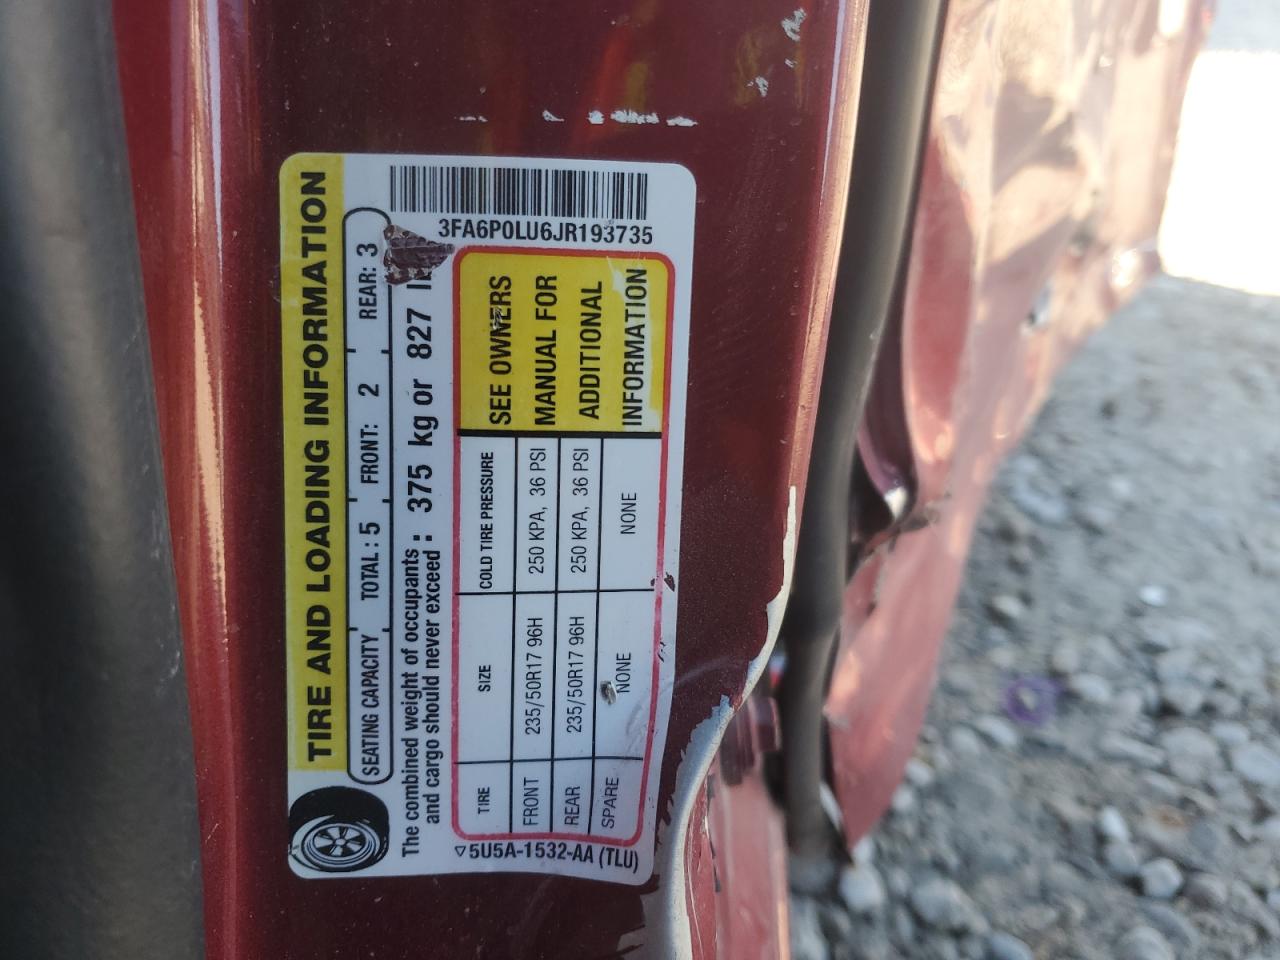 3FA6P0LU6JR193735
TIRE AND LOADING INFORMATION
SEATING CAPACITY TOTAL : 5 FRONT: 2 REAR: 3
The combined weight of occupants
and cargo should never exceed : 375 kg or 827
TIRE SIZE COLD TIRE PRESSURE
FRONT 235/50R17 96H 250 KPA, 36 PSI
REAR 235/50R17 96H 250 KPA, 36 PSI
SPARE NONE NONE
SEE OWNERS
MANUAL FOR
ADDITIONAL
INFORMATION
5U5A-1532-AA (TLU)